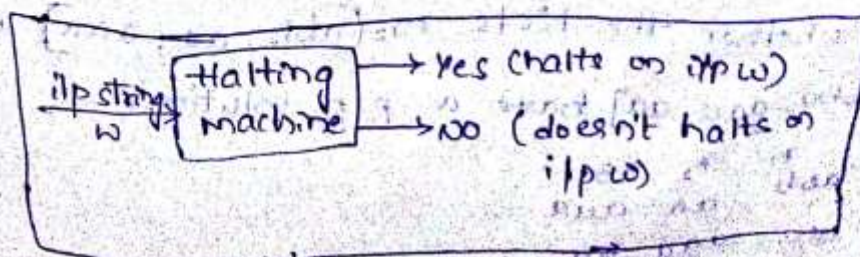 i/p string
w
Halting
machine
Yes (halts on i/p w)
NO (doesn't halts on
i/p w)